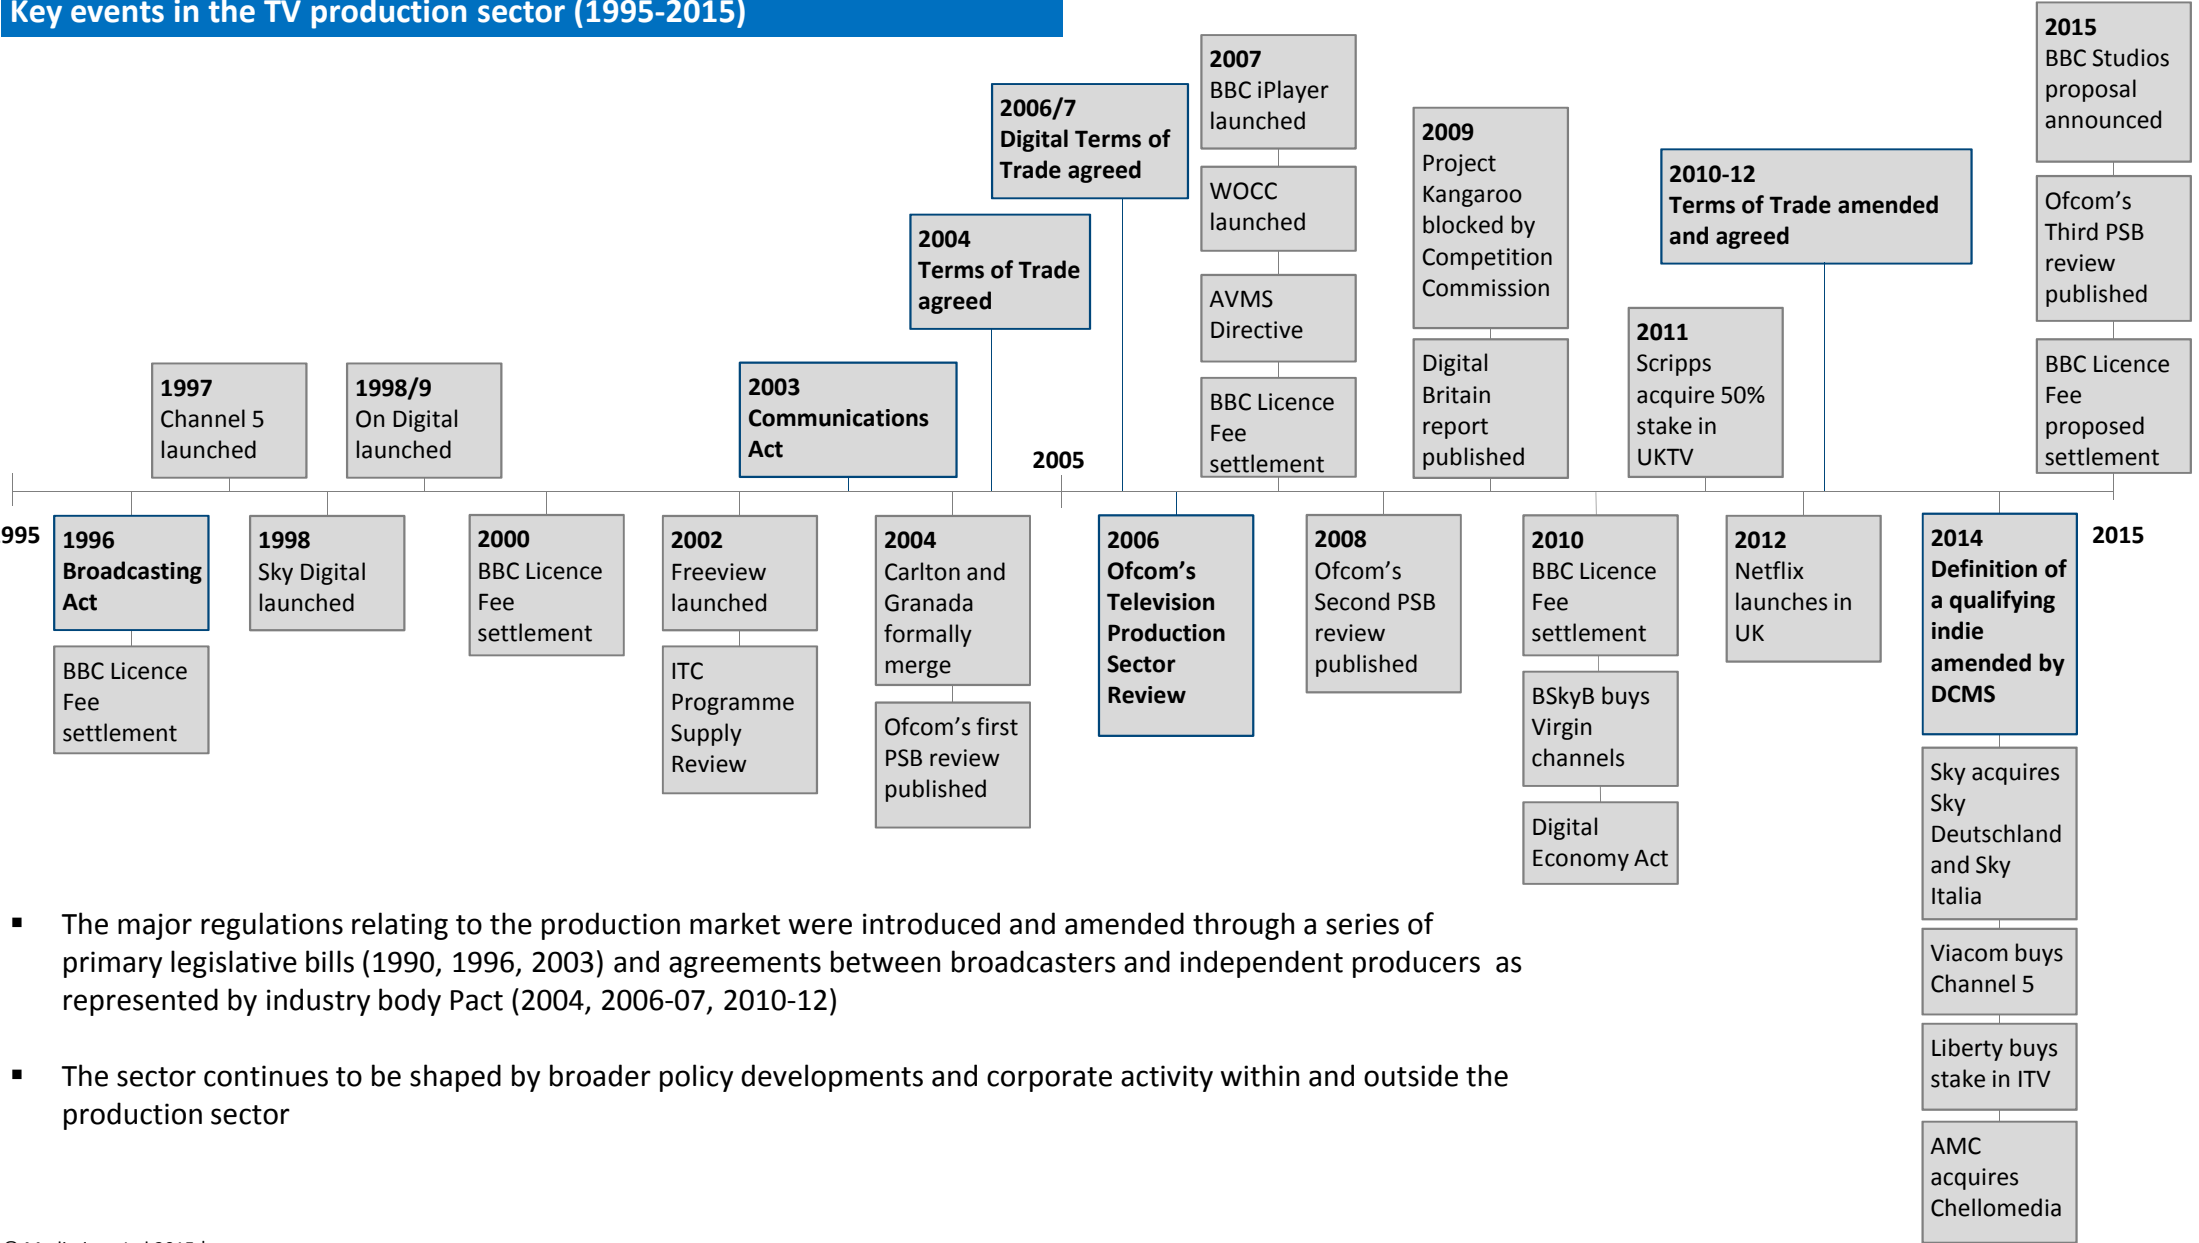 Key events in the TV production sector (1995-2015)
2015
BBC Studios
proposal
announced
Ofcom’s
Third PSB
review
published
BBC Licence
Fee
proposed
settlement
2007
BBC iPlayer
launched
WOCC
launched
AVMS
Directive
BBC Licence
Fee
settlement
2006/7
Digital Terms of
Trade agreed
2009
Project
Kangaroo
blocked by
Competition
Commission
Digital
Britain
report
published
2010-12
Terms of Trade amended
and agreed
2004
Terms of Trade
agreed
2011
Scripps
acquire 50%
stake in
UKTV
1997
Channel 5
launched
1998/9
On Digital
launched
2003
Communications
Act
2005
995
1996
Broadcasting
Act
BBC Licence
Fee
settlement
1998
Sky Digital
launched
2000
BBC Licence
Fee
settlement
2002
Freeview
launched
ITC
Programme
Supply
Review
2004
Carlton and
Granada
formally
merge
Ofcom’s first
PSB review
published
2006
Ofcom’s
Television
Production
Sector
Review
2008
Ofcom’s
Second PSB
review
published
2010
BBC Licence
Fee
settlement
BSkyB buys
Virgin
channels
Digital
Economy Act
2012
Netflix
launches in
UK
2014
Definition of
a qualifying
indie
amended by
DCMS
Sky acquires
Sky
Deutschland
and Sky
Italia
Viacom buys
Channel 5
Liberty buys
stake in ITV
AMC
acquires
Chellomedia
2015
▪ The major regulations relating to the production market were introduced and amended through a series of
primary legislative bills (1990, 1996, 2003) and agreements between broadcasters and independent producers as
represented by industry body Pact (2004, 2006-07, 2010-12)
▪ The sector continues to be shaped by broader policy developments and corporate activity within and outside the
production sector